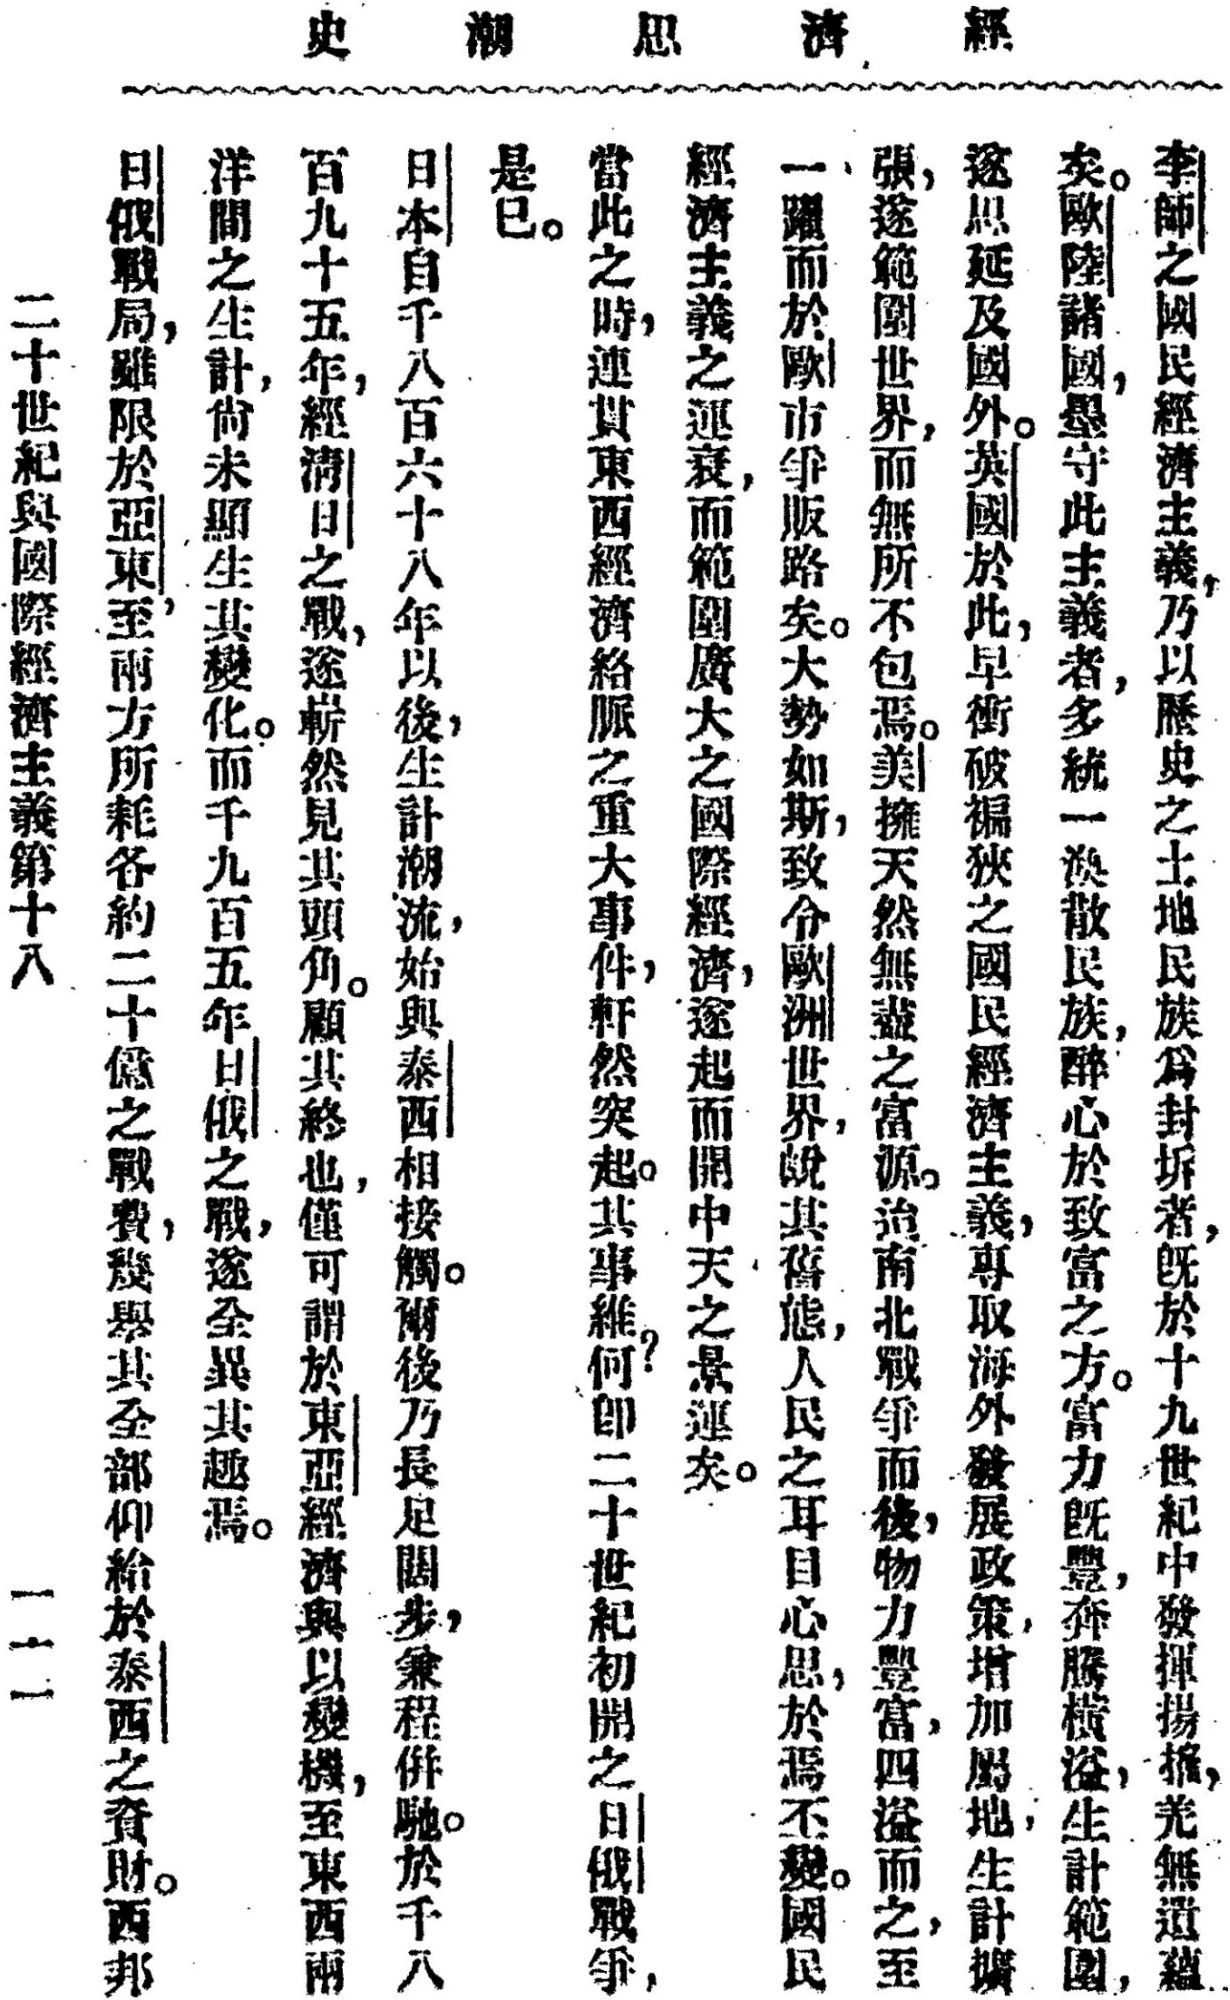 經濟思潮史
李師之國民經濟主義，乃以歷史之土地民族爲封坼者，旣於十九世紀中發揮揚搉，羌無遺蘊
矣。歐陸諸國，墨守此主義者，多統一渙散民族，醉心於致富之方。富力旣豐，奔騰橫溢，生計範圍，
遂思延及國外。英國於此，早衝破褊狹之國民經濟主義，專取海外發展政策，增加屬地，生計擴
張，遂範圍世界，而無所不包焉。美擁天然無盡之富源。治南北戰爭而後，物力豐富，四溢而之，至
一躍而於歐市爭販路矣。大勢如斯，致令歐洲世界，蛻其舊態，人民之耳目心思，於焉不變。國民
經濟主義之運衰，而範圍廣大之國際經濟，遂起而開中天之景運矣。
當此之時，連貫東西經濟絡脈之重大事件，軒然突起。其事維何？卽二十世紀初開之日俄戰爭，
是已。
日本自千八百六十八年以後，生計潮流，始與泰西相接觸。爾後乃長足闊步，兼程併馳。於千八
百九十五年，經淸日之戰，遂嶄然見其頭角。顧其終也，僅可謂於東亞經濟與以變機，至東西兩
洋間之生計，尙未顯生其變化。而千九百五年日俄之戰，遂全異其趣焉。
日俄戰局，雖限於亞東，至兩方所耗各約二十億之戰費，幾舉其全部仰給於泰西之資財。西邦
二十世紀與國際經濟主義第十八
一一一